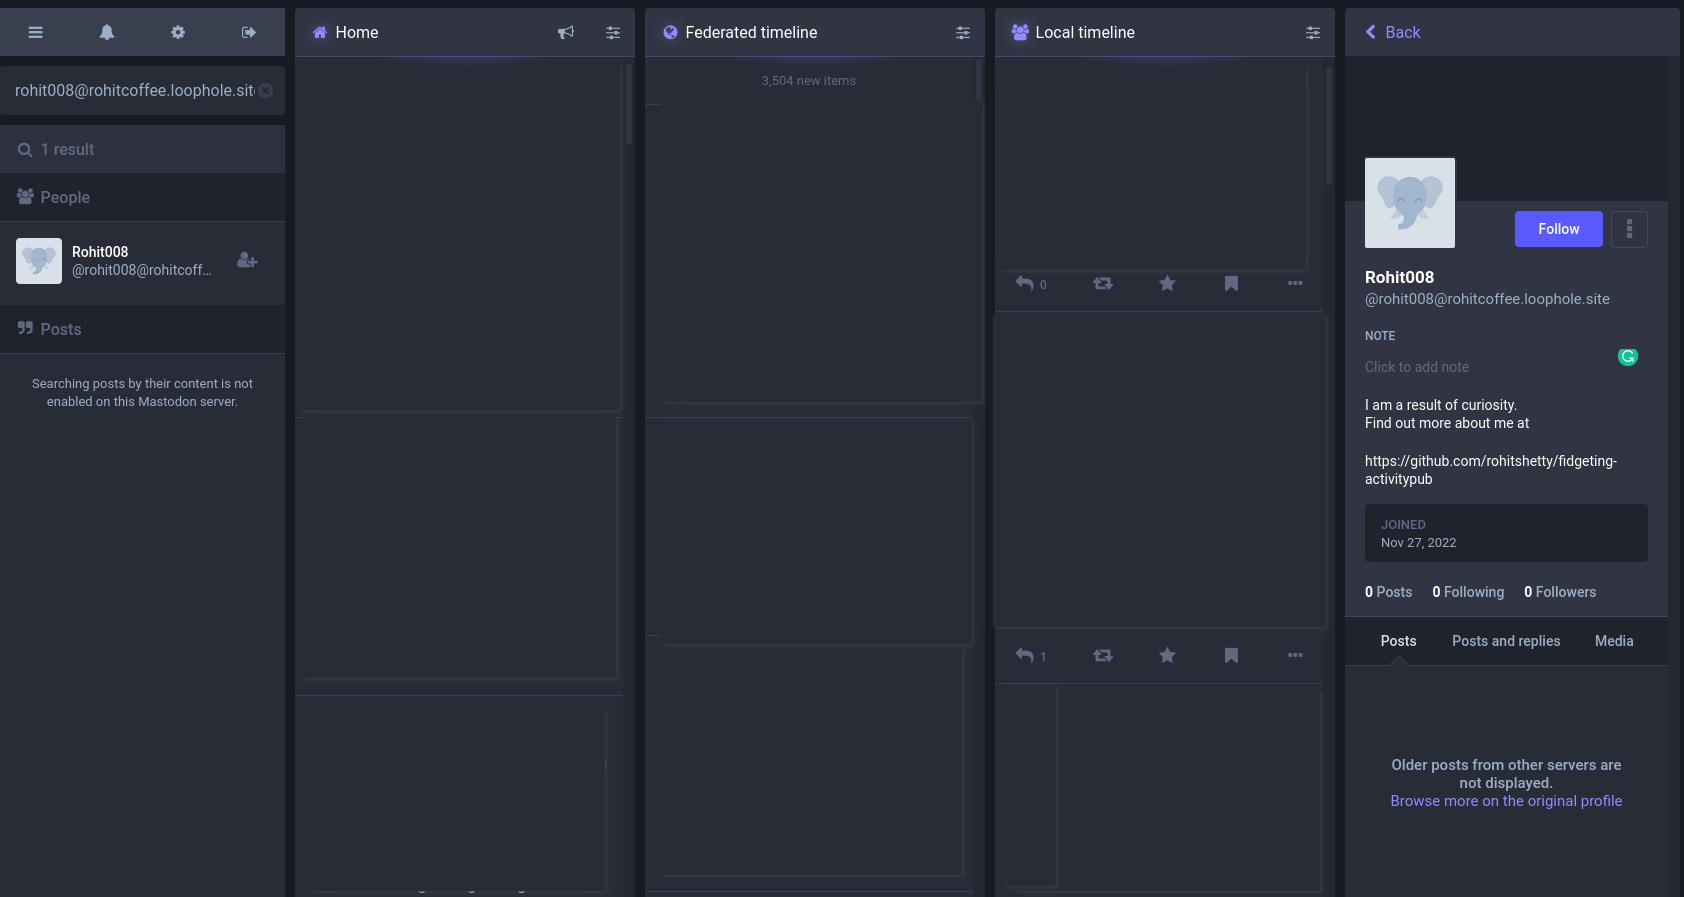 rohit008@rohitcoffee.loophole.sit
1 result
People
Rohit008
@rohit008@rohitcoff…
Posts
Searching posts by their content is not
enabled on this Mastodon server.
Home
Federated timeline
3,504 new items
Local timeline
0
1
Back
Follow
Rohit008
@rohit008@rohitcoffee.loophole.site
NOTE
Click to add note
I am a result of curiosity.
Find out more about me at
https://github.com/rohitshetty/fidgeting-
activitypub
JOINED
Nov 27, 2022
0 Posts 0 Following 0 Followers
Posts Posts and replies Media
Older posts from other servers are
not displayed.
Browse more on the original profile